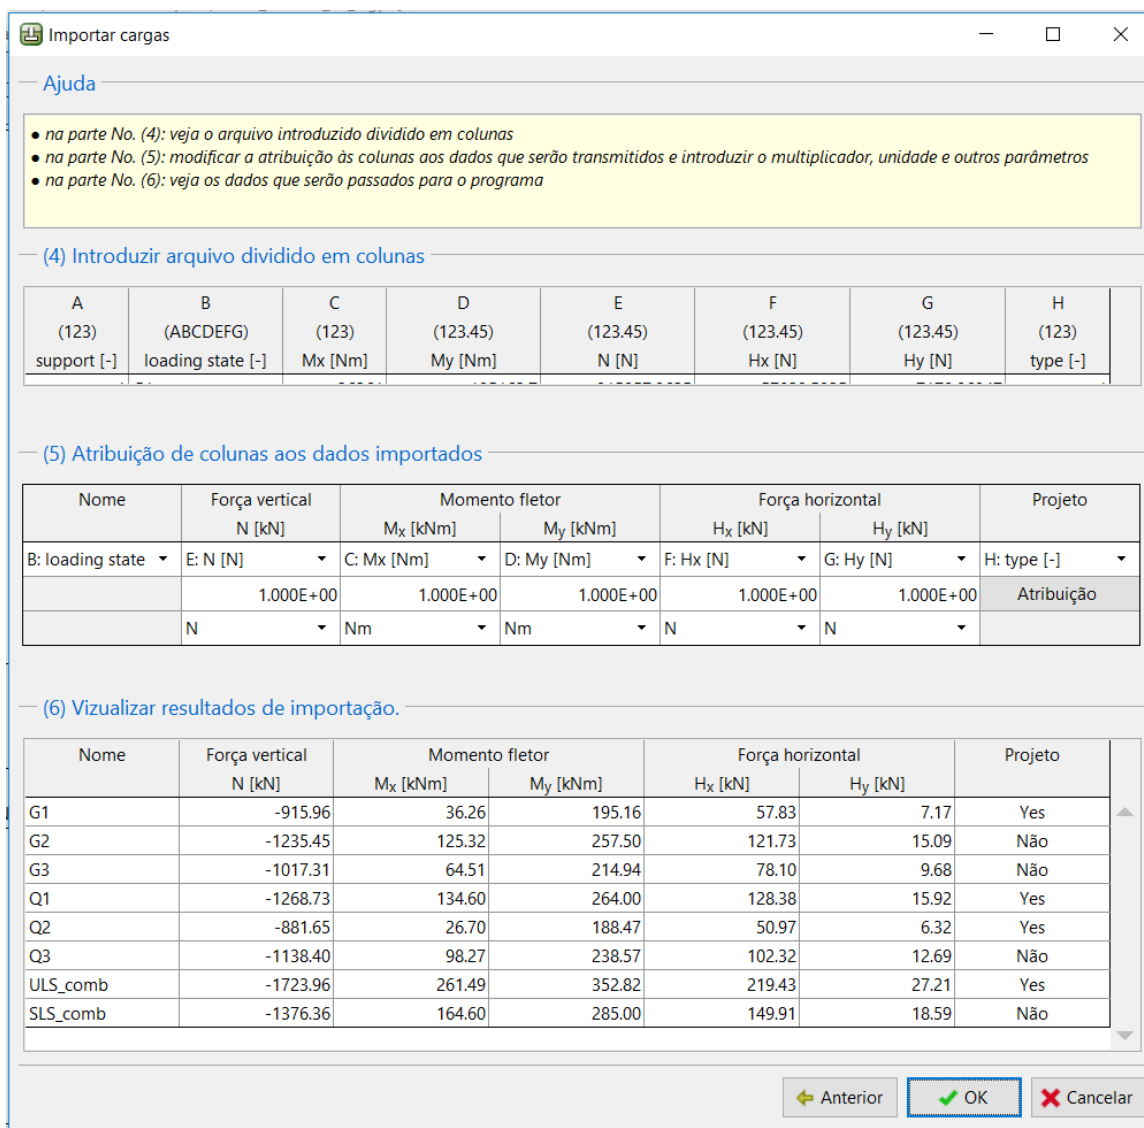 Importar cargas
Ajuda
● na parte No. (4): veja o arquivo introduzido dividido em colunas
● na parte No. (5): modificar a atribuição às colunas aos dados que serão transmitidos e introduzir o multiplicador, unidade e outros parâmetros
● na parte No. (6): veja os dados que serão passados para o programa
(4) Introduzir arquivo dividido em colunas
A B C D E F G H
(123) (ABCDEFG) (123) (123.45) (123.45) (123.45) (123.45) (123)
support [-] loading state [-] Mx [Nm] My [Nm] N [N] Hx [N] Hy [N] type [-]
(5) Atribuição de colunas aos dados importados
Nome Força vertical Momento fletor Força horizontal Projeto
N [kN] Mx [kNm] My [kNm] Hx [kN] Hy [kN]
B: loading state E: N [N] C: Mx [Nm] D: My [Nm] F: Hx [N] G: Hy [N] H: type [-]
1.000E+00 1.000E+00 1.000E+00 1.000E+00 1.000E+00 Atribuição
N Nm Nm N N
(6) Vizualizar resultados de importação.
Nome Força vertical Momento fletor Força horizontal Projeto
N [kN] Mx [kNm] My [kNm] Hx [kN] Hy [kN]
G1 -915.96 36.26 195.16 57.83 7.17 Yes
G2 -1235.45 125.32 257.50 121.73 15.09 Não
G3 -1017.31 64.51 214.94 78.10 9.68 Não
Q1 -1268.73 134.60 264.00 128.38 15.92 Yes
Q2 -881.65 26.70 188.47 50.97 6.32 Yes
Q3 -1138.40 98.27 238.57 102.32 12.69 Não
ULS_comb -1723.96 261.49 352.82 219.43 27.21 Yes
SLS_comb -1376.36 164.60 285.00 149.91 18.59 Não
Anterior OK Cancelar